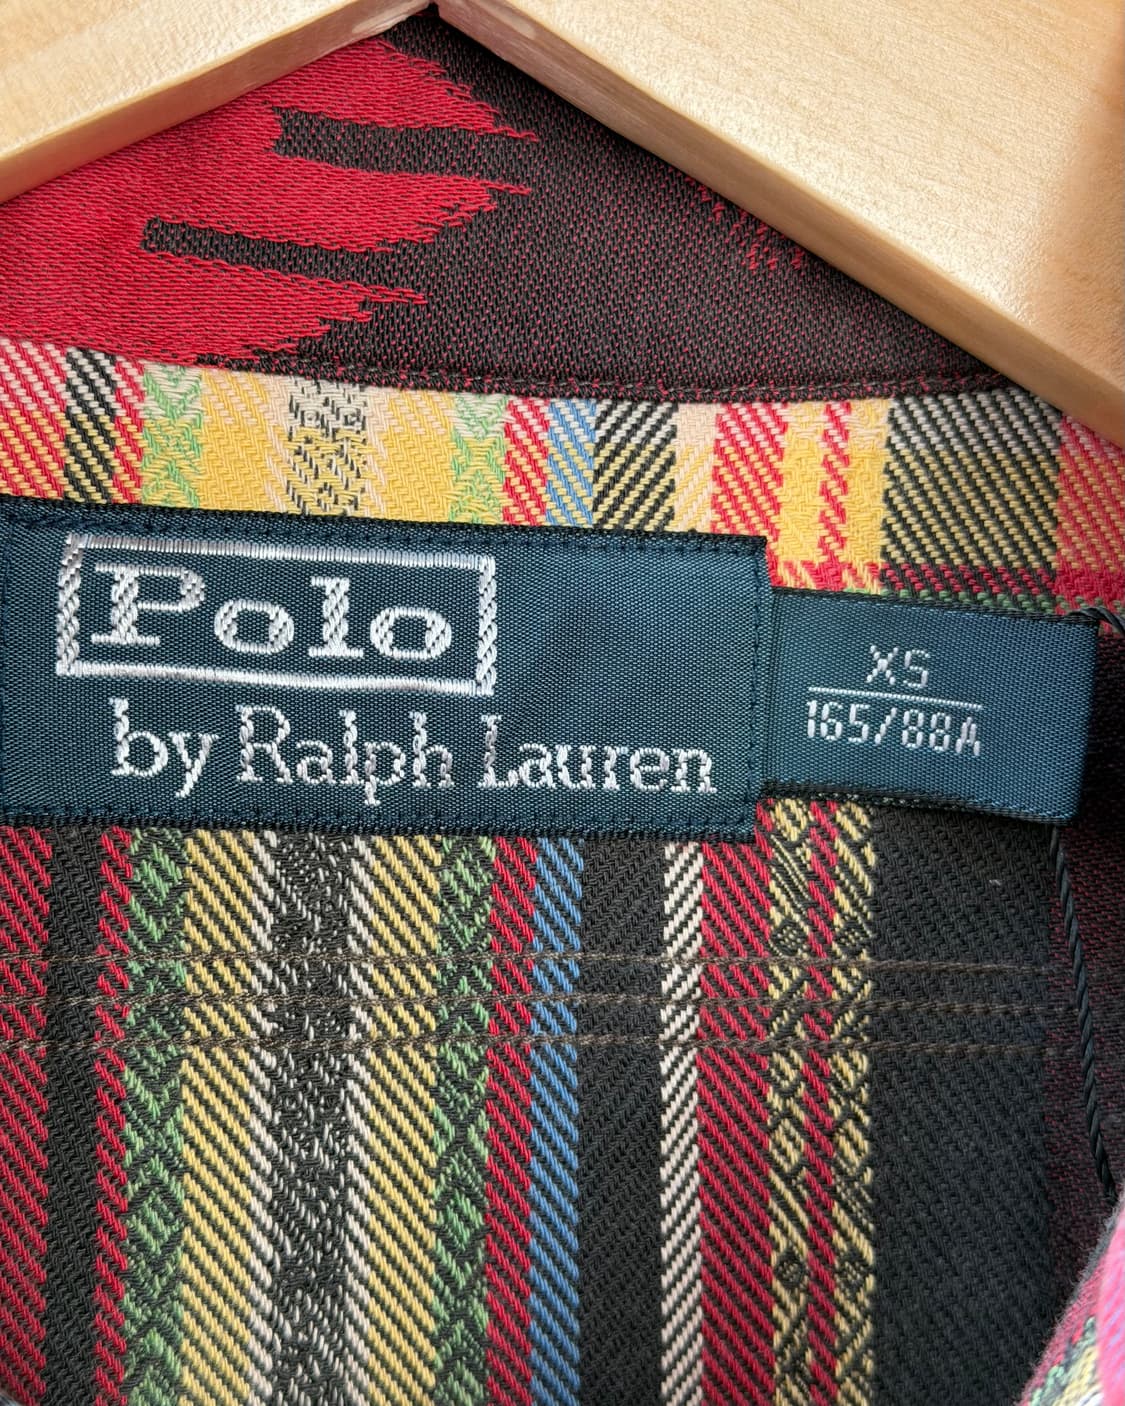 Polo
by Ralph Lauren
XS
165/88A